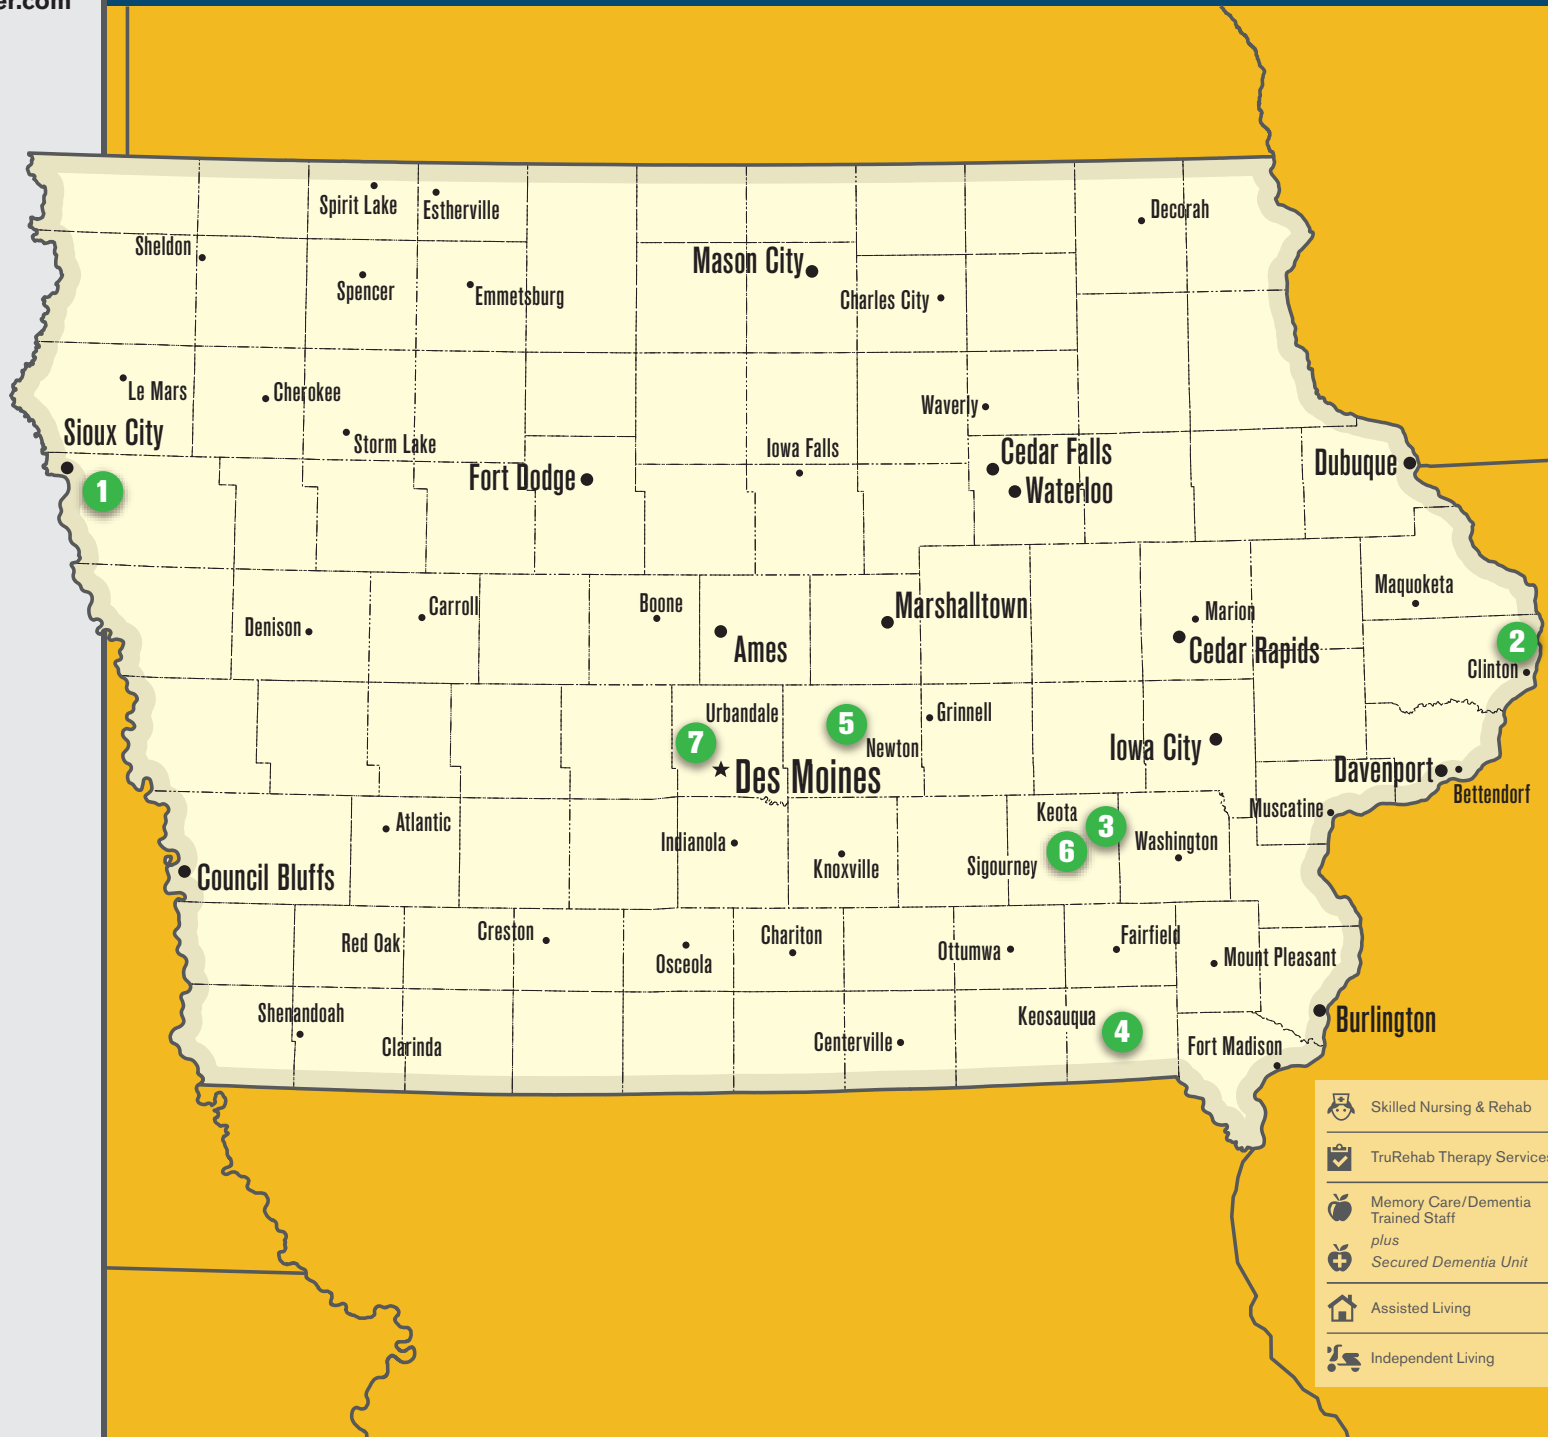 er.com
Spirit Lake
Estherville
Decorah
Sheldon
Mason City
Spencer
Emmetsburg
Charles City
Le Mars
Cherokee
Waverly
Sioux City
Storm Lake
Iowa Falls
Cedar Falls
Fort Dodge
Dubuque
1
Waterloo
Maquoketa
Carroll
Boone
Marshalltown
Marion
Denison
Ames
Cedar Rapids
2
Clinton
Urbandale
5
Grinnell
7
Newton
Iowa City
Des Moines
Davenport
Bettendorf
Keota
Muscatine
Atlantic
3
Indianola
Washington
6
Knoxville
Sigourney
Council Bluffs
Creston
Chariton
Fairfield
Red Oak
Ottumwa
Osceola
Mount Pleasant
Shenandoah
Keosauqua
Burlington
4
Centerville
Clarinda
Fort Madison
Skilled Nursing & Rehab
TruRehab Therapy Services
Memory Care/Dementia
Trained Staff
plus
Secured Dementia Unit
Assisted Living
Independent Living